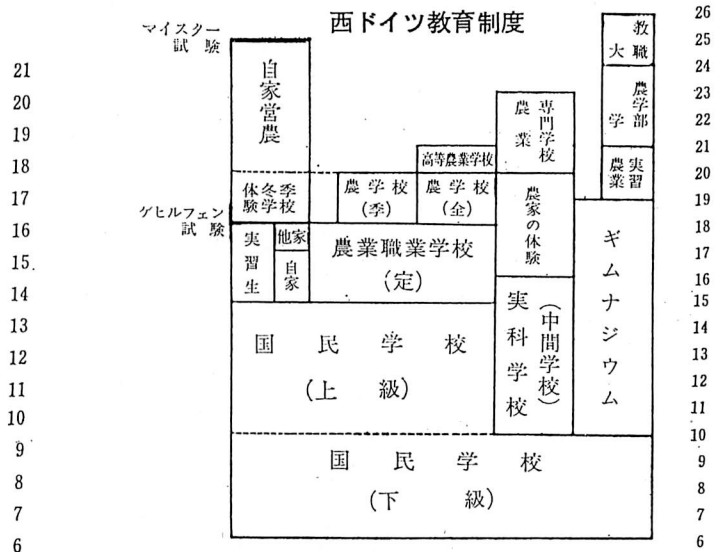 西ドイツ教育制度
マイスター
試験
ゲヒルフェン
試験
21
20
19
18
17
16
15
14
13
12
11
10
9
8
7
6
自家営農
体験
冬季学校
実習生
他家
自家
農学校
(季)
高等農業学校
農学校
(全)
農業職業学校
(定)
農業
専門学校
農家の体験
実科学校
(中間学校)
教職
大学
農学部
農業実習
ギムナジウム
国民学校
(上級)
国民学校
(下級)
26
25
24
23
22
21
20
19
18
17
16
15
14
13
12
11
10
9
8
7
6